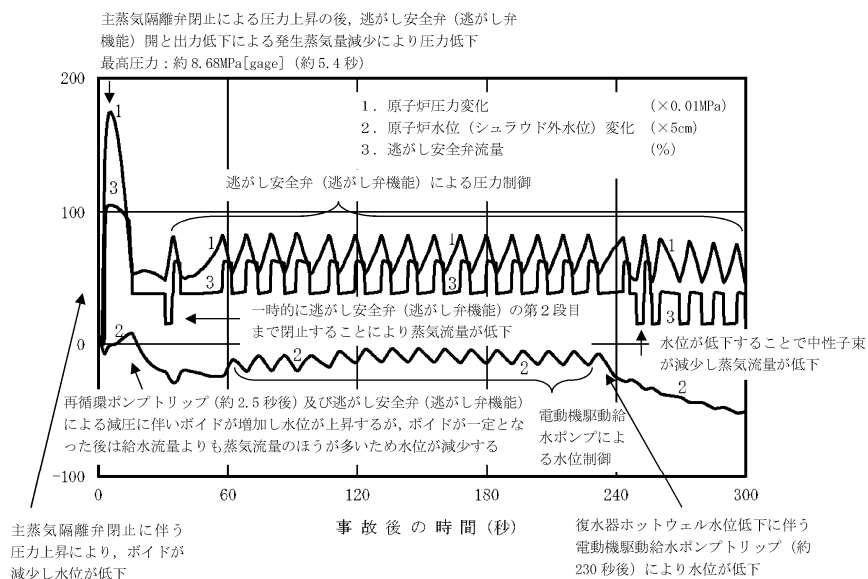 主蒸気隔離弁閉止による圧力上昇の後，逃がし安全弁（逃がし弁
機能）開と出力低下による発生蒸気量減少により圧力低下
最高圧力：約 8.68MPa[gage]（約 5.4 秒）
200
1
1．原子炉圧力変化 (×0.01MPa)
2．原子炉水位（シュラウド外水位）変化 (×5cm)
3．逃がし安全弁流量 (%)
3
逃がし安全弁（逃がし弁機能）による圧力制御
100
1
1
1
3
3
3
一時的に逃がし安全弁（逃がし弁機能）の第２段目
まで閉止することにより蒸気流量が低下
水位が低下することで中性子束
が減少し蒸気流量が低下
0
2
2
2
2
再循環ポンプトリップ（約 2.5 秒後）及び逃がし安全弁（逃がし弁機能）
による減圧に伴いボイドが増加し水位が上昇するが，ボイドが一定とな
った後は給水流量よりも蒸気流量のほうが多いため水位が減少する
電動機駆動給
水ポンプによ
る水位制御
-100
0
60
120
180
240
300
事 故 後 の 時 間 (秒)
主蒸気隔離弁閉止に伴う
圧力上昇により，ボイドが
減少し水位が低下
復水器ホットウェル水位低下に伴う
電動機駆動給水ポンプトリップ（約
230 秒後）により水位が低下